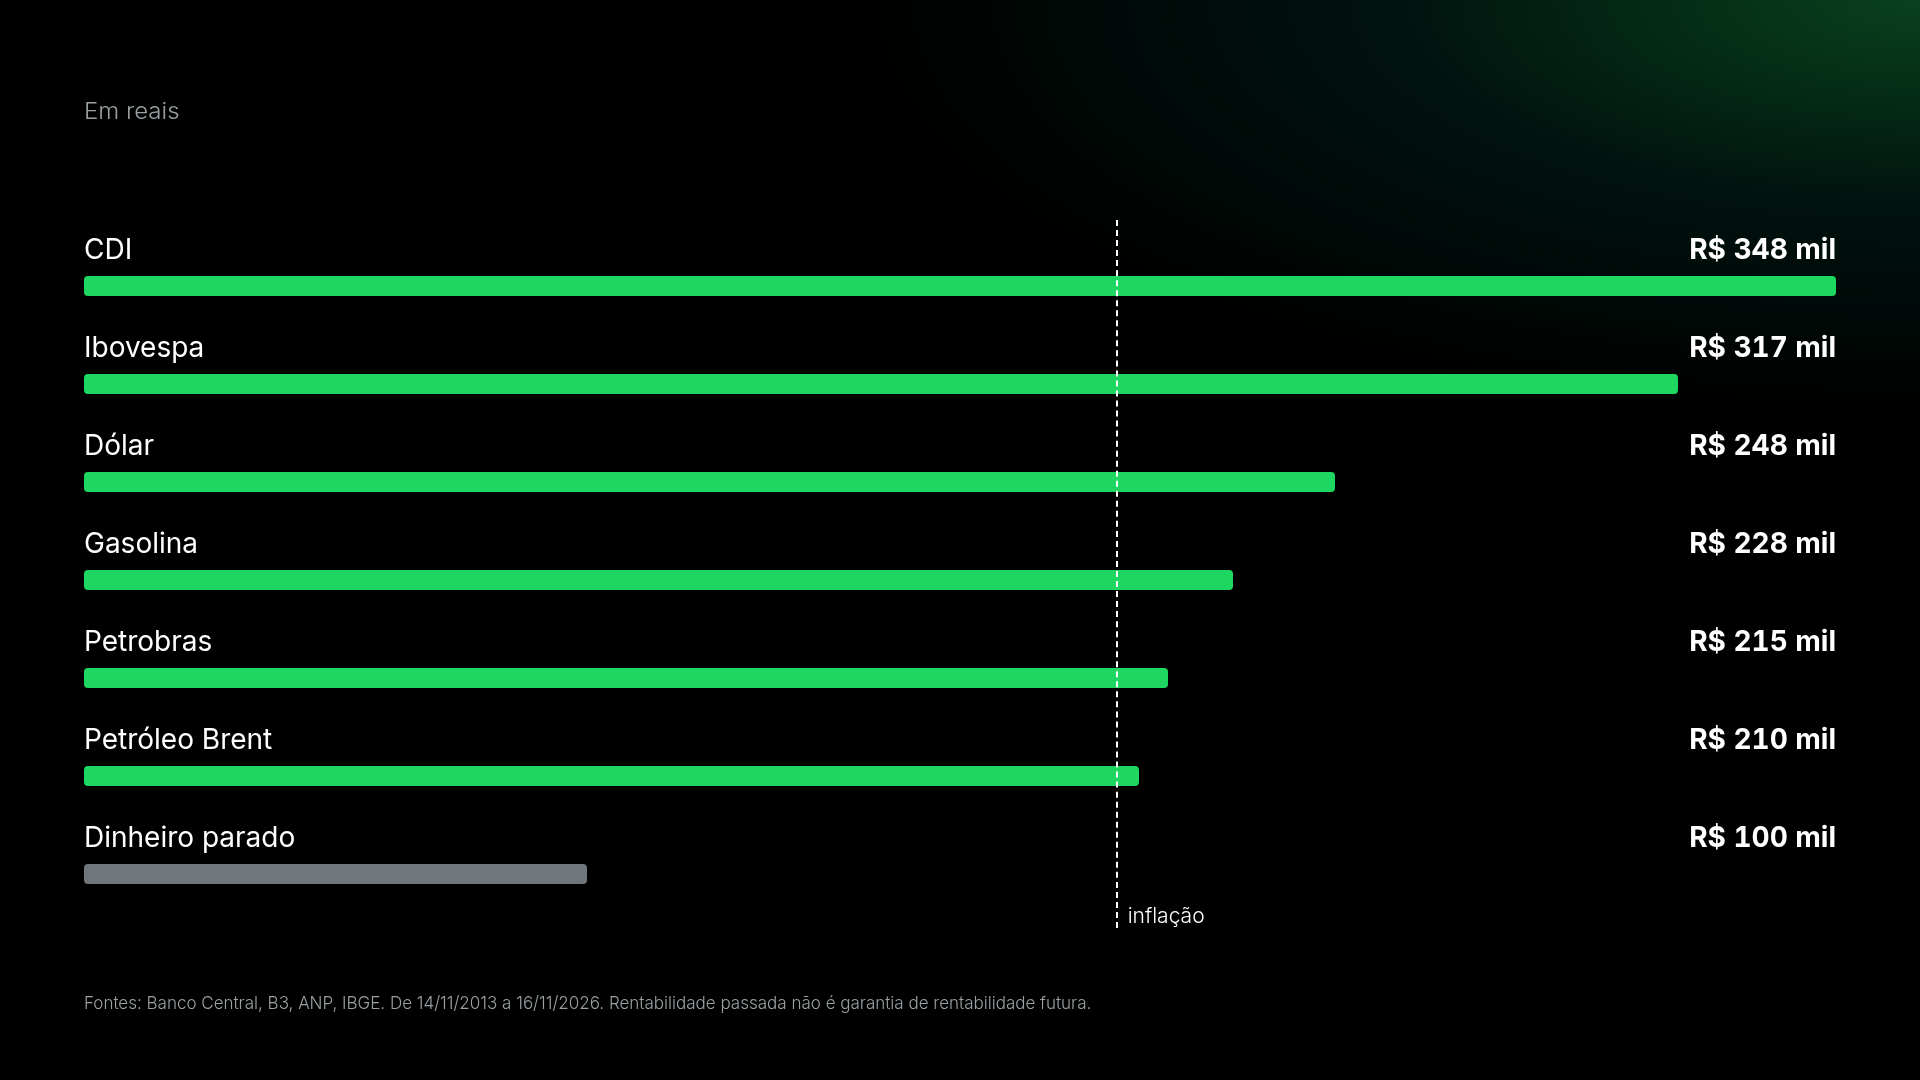 Em reais
CDI R$ 348 mil
Ibovespa R$ 317 mil
Dólar R$ 248 mil
Gasolina R$ 228 mil
Petrobras R$ 215 mil
Petróleo Brent R$ 210 mil
Dinheiro parado R$ 100 mil
inflação
Fontes: Banco Central, B3, ANP, IBGE. De 14/11/2013 a 16/11/2026. Rentabilidade passada não é garantia de rentabilidade futura.